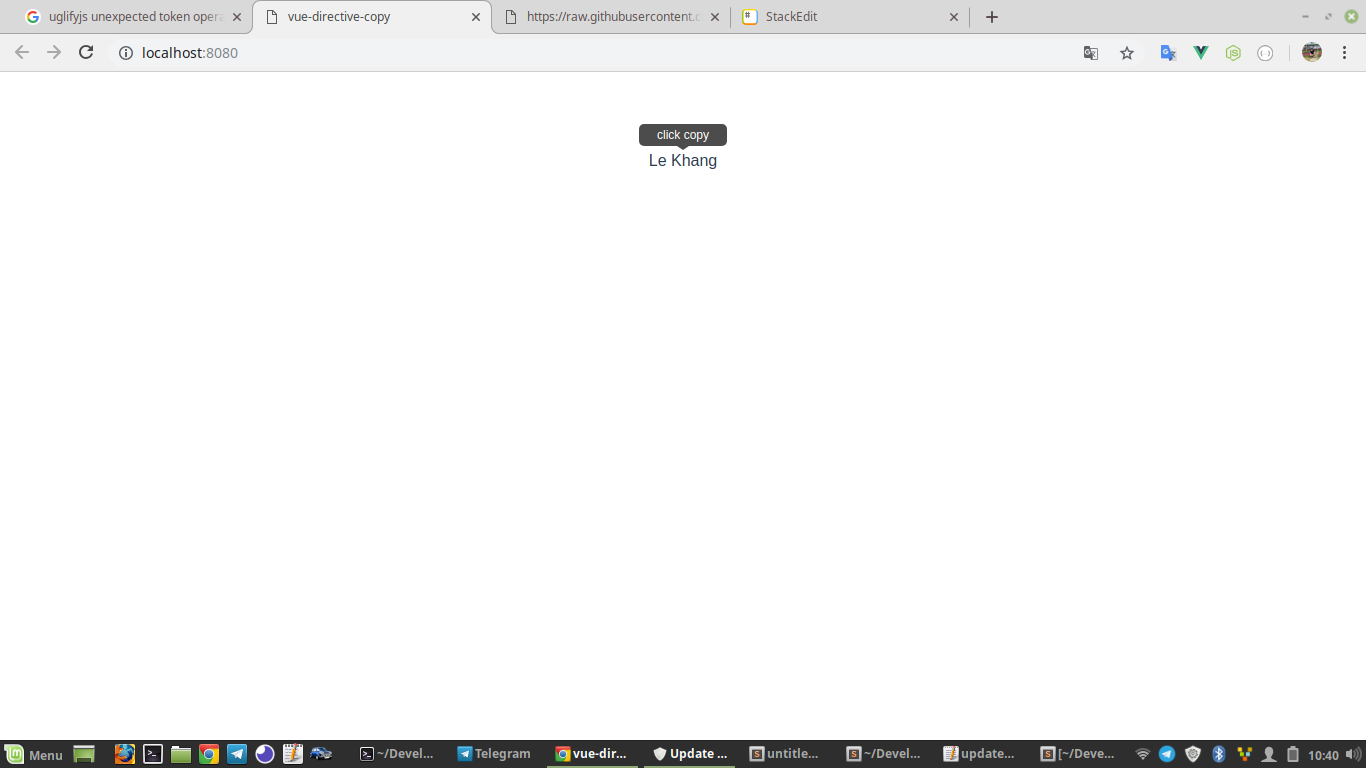 uglifyjs unexpected token opera
vue-directive-copy
https://raw.githubusercontent.c
StackEdit
localhost:8080
click copy
Le Khang
Menu
~/Devel...
Telegram
vue-dir...
Update ...
untitle...
~/Devel...
update...
[~/Deve...
10:40